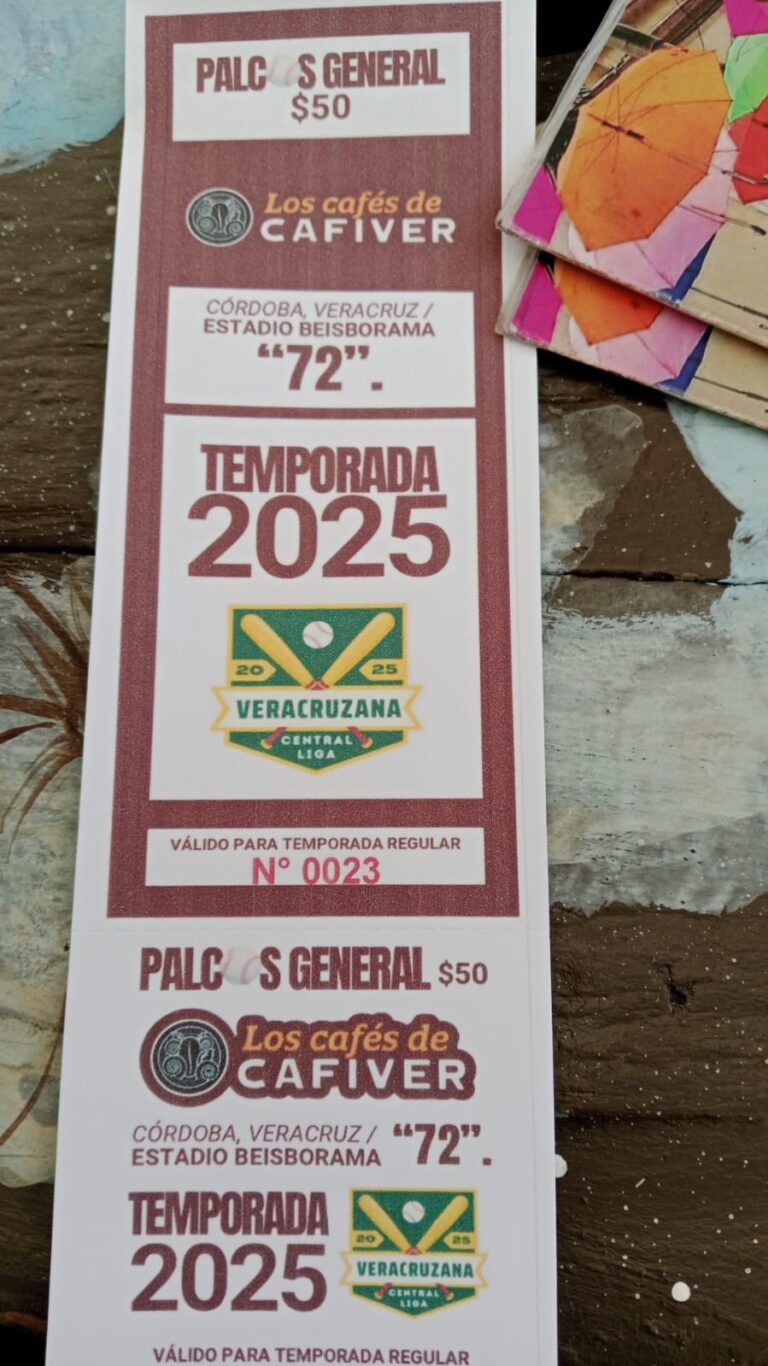 PALCOS GENERAL
$50
Los cafés de
CAFIVER
CÓRDOBA, VERACRUZ /
ESTADIO BEISBORAMA
“72”.
TEMPORADA
2025
20 25
VERACRUZANA
CENTRAL
LIGA
VÁLIDO PARA TEMPORADA REGULAR
N° 0023
PALCOS GENERAL $50
Los cafés de
CAFIVER
CÓRDOBA, VERACRUZ /
ESTADIO BEISBORAMA
“72”.
TEMPORADA
2025
20 25
VERACRUZANA
CENTRAL
LIGA
VÁLIDO PARA TEMPORADA REGULAR